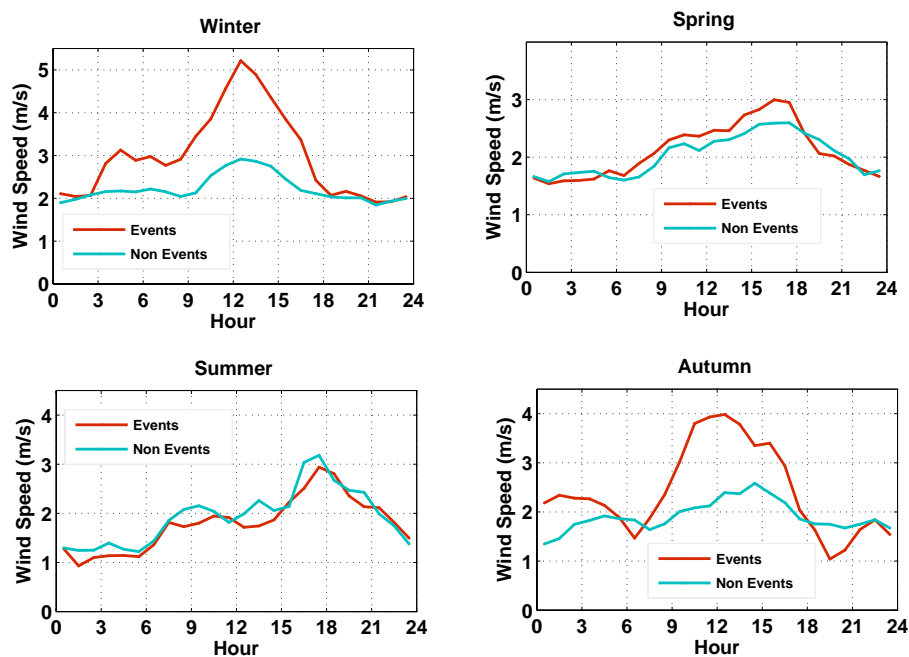 Winter
Wind Speed (m/s)
5
4
3
2
1
0
Events
Non Events
0 3 6 9 12 15 18 21 24
Hour
Spring
Wind Speed (m/s)
3
2
1
0
Events
Non Events
0 3 6 9 12 15 18 21 24
Hour
Summer
Wind Speed (m/s)
4
3
2
1
0
Events
Non Events
0 3 6 9 12 15 18 21 24
Hour
Autumn
Wind Speed (m/s)
4
3
2
1
0
Events
Non Events
0 3 6 9 12 15 18 21 24
Hour